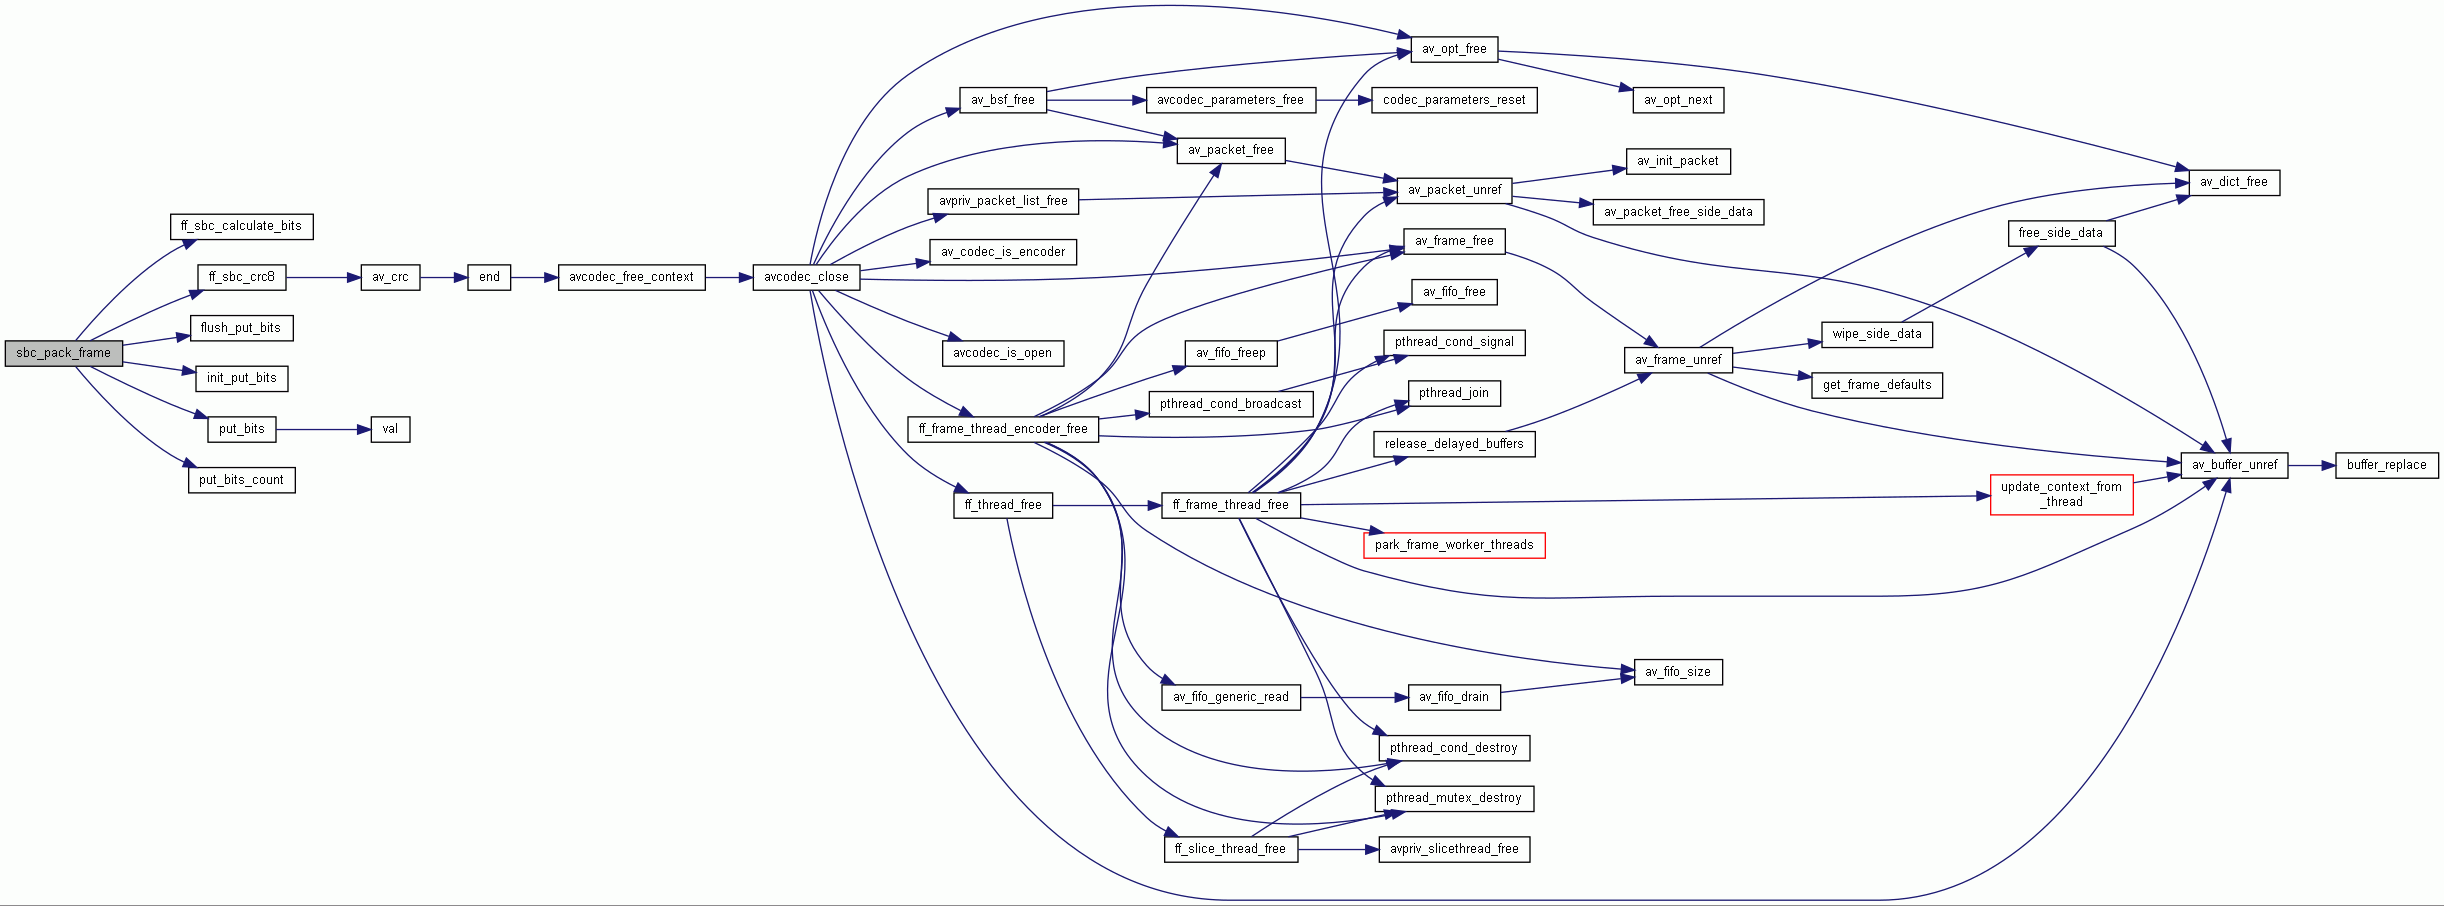 av_opt_free
av_bsf_free
avcodec_parameters_free
codec_parameters_reset
av_opt_next
av_packet_free
av_init_packet
av_packet_unref
av_dict_free
avpriv_packet_list_free
av_packet_free_side_data
ff_sbc_calculate_bits
free_side_data
av_codec_is_encoder
av_frame_free
ff_sbc_crc8
av_crc
end
avcodec_free_context
avcodec_close
av_fifo_free
flush_put_bits
wipe_side_data
pthread_cond_signal
sbc_pack_frame
avcodec_is_open
av_fifo_freep
av_frame_unref
init_put_bits
get_frame_defaults
pthread_join
pthread_cond_broadcast
put_bits
val
ff_frame_thread_encoder_free
release_delayed_buffers
av_buffer_unref
buffer_replace
put_bits_count
update_context_from
_thread
ff_thread_free
ff_frame_thread_free
park_frame_worker_threads
av_fifo_size
av_fifo_generic_read
av_fifo_drain
pthread_cond_destroy
pthread_mutex_destroy
ff_slice_thread_free
avpriv_slicethread_free